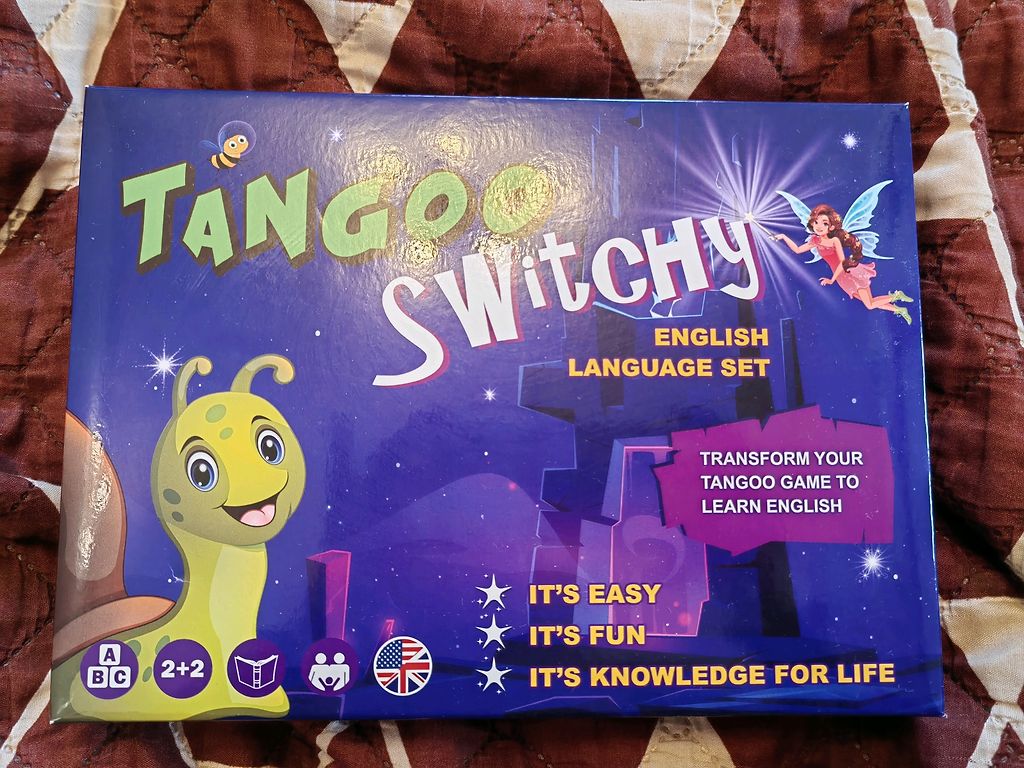 TANGOO
SWitCHY
ENGLISH
LANGUAGE SET
TRANSFORM YOUR
TANGOO GAME TO
LEARN ENGLISH
IT'S EASY
IT'S FUN
IT'S KNOWLEDGE FOR LIFE
A
BC
2+2